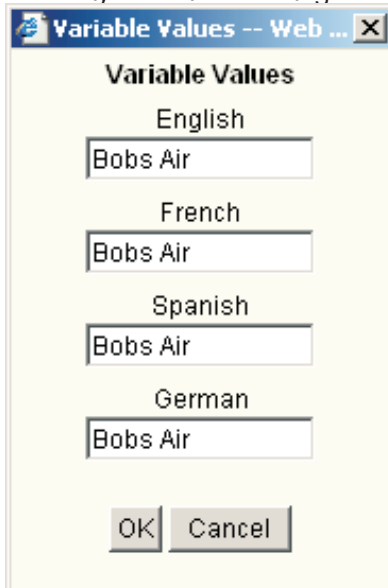 Variable Values -- Web ...
Variable Values
English
Bobs Air
French
Bobs Air
Spanish
Bobs Air
German
Bobs Air
OK Cancel